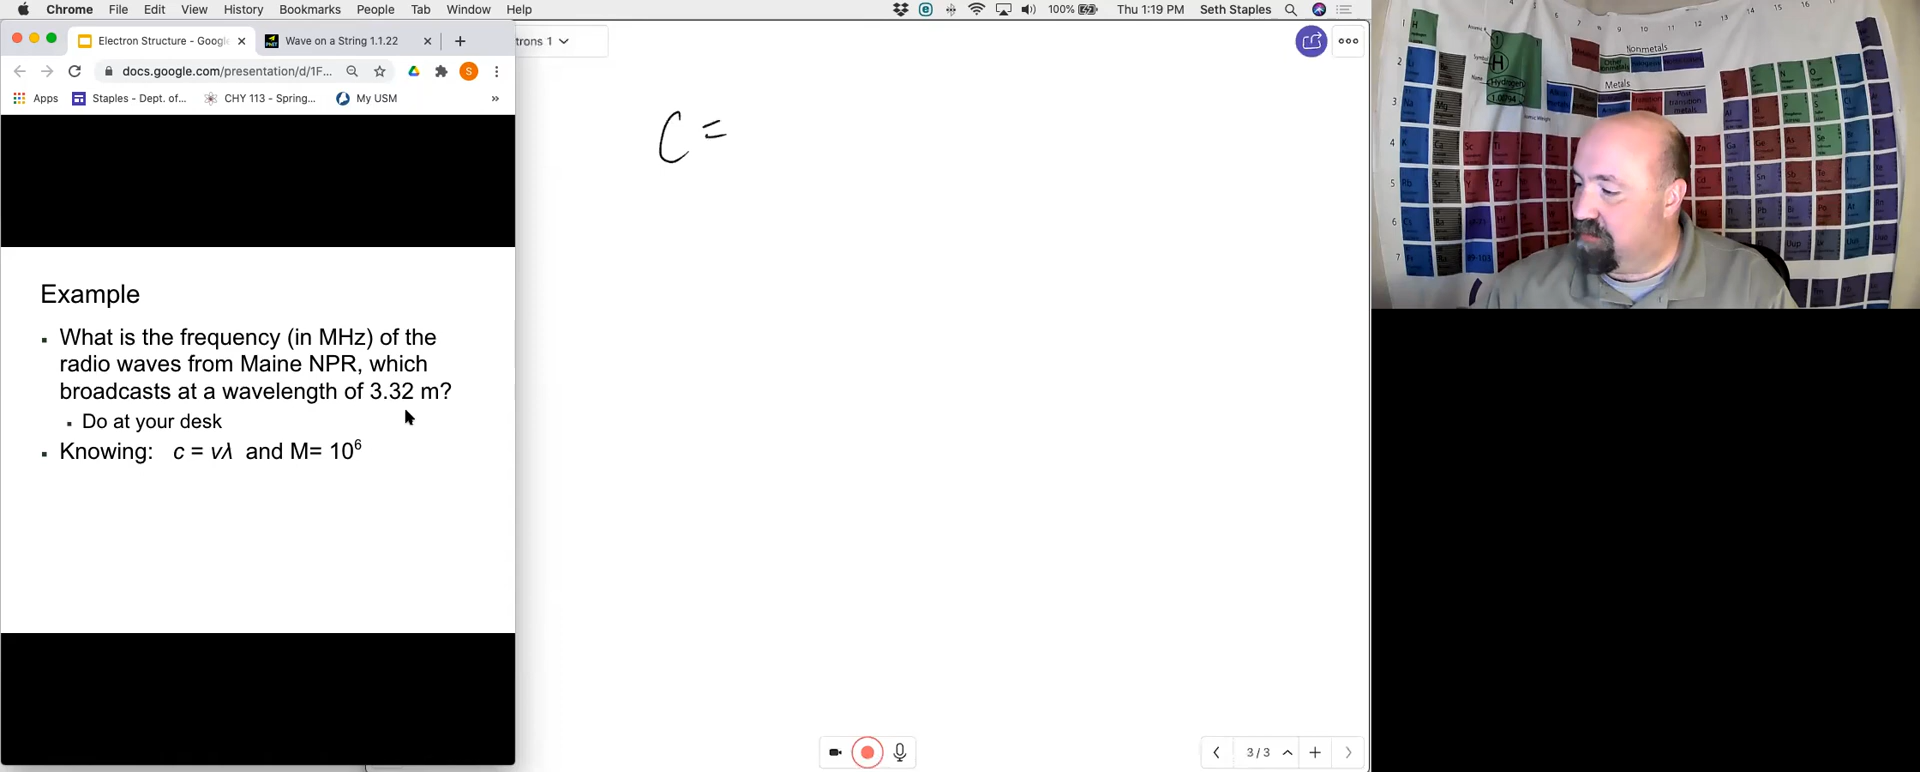 Chrome File Edit View History Bookmarks People Tab Window Help 100% Thu 1:19 PM Seth Staples
Electron Structure - Googl Wave on a String 1.1.22
trons 1
docs.google.com/presentation/d/1F... S
Apps Staples - Dept. of... CHY 113 - Spring... My USM »
C =
Example
What is the frequency (in MHz) of the
radio waves from Maine NPR, which
broadcasts at a wavelength of 3.32 m?
Do at your desk
Knowing: c = νλ and M= 10⁶
3 / 3
Nonmetals
Metals
H
Hydrogen
1.00794